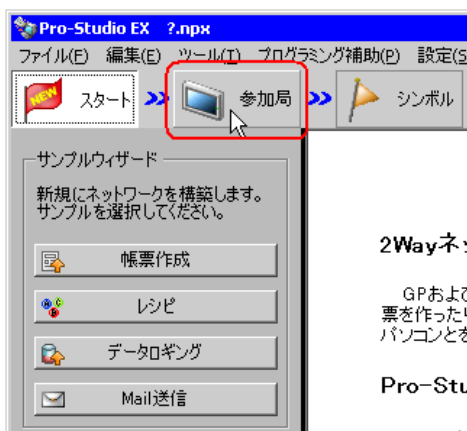 Pro-Studio EX ?.npx
ファイル(F) 編集(E) ツール(T) プログラミング補助(P) 設定(S
NEW スタート 参加局 シンボル
サンプルウィザード
新規にネットワークを構築します。
サンプルを選択してください。
帳票作成
レシピ
データロギング
Mail送信
2Wayネッ
GPおよび
票を作ったり
パソコンとを
Pro-Stu